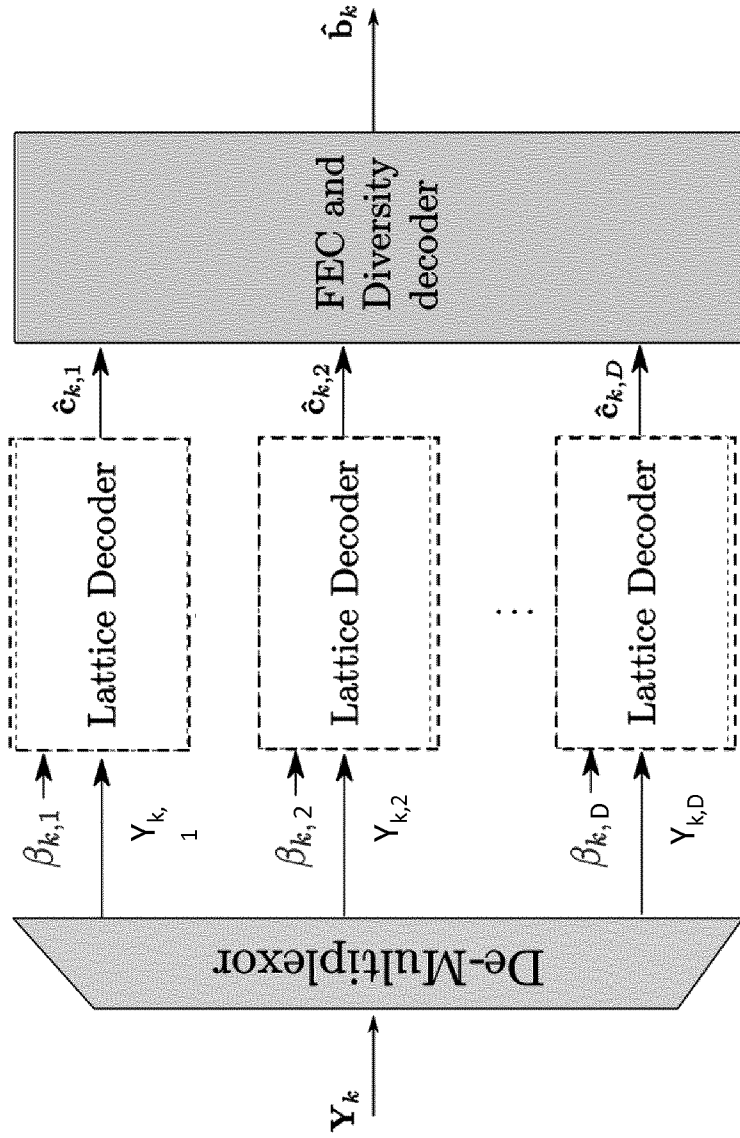 Y_k
De-Multiplexor
β_{k,1}
Y_{k,
1
Lattice Decoder
ĉ_{k,1}
β_{k,2}
Y_{k,2}
Lattice Decoder
ĉ_{k,2}
...
β_{k,D}
Y_{k,D}
Lattice Decoder
ĉ_{k,D}
FEC and
Diversity
decoder
b̂_k